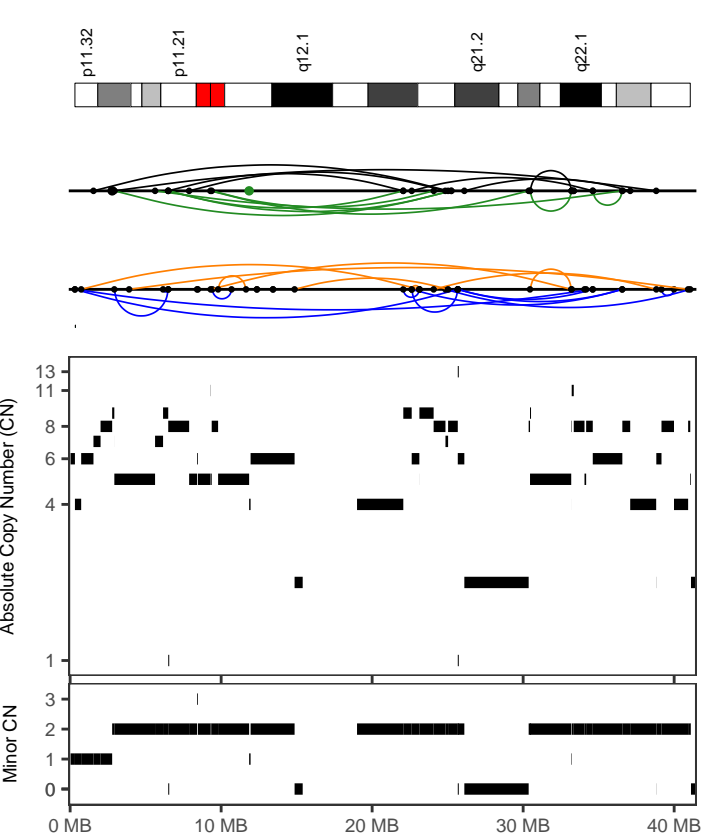 p11.32
p11.21
q12.1
q21.2
q22.1
Absolute Copy Number (CN)
13
11
8
6
4
1
Minor CN
3
2
1
0
0 MB
10 MB
20 MB
30 MB
40 MB